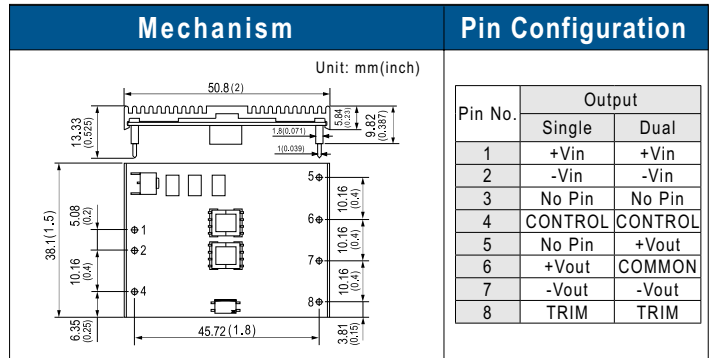 Mechanism
Unit: mm(inch)
50.8(2)
13.33
(0.525)
5.84
(0.23)
9.82
(0.387)
1.8(0.071)
1(0.039)
38.1(1.5)
5.08
(0.2)
10.16
(0.4)
6.35
(0.25)
1
2
4
5
6
7
8
10.16
(0.4)
10.16
(0.4)
10.16
(0.4)
3.81
(0.15)
45.72(1.8)
Pin Configuration
Pin No. Output
Single Dual
1 +Vin +Vin
2 -Vin -Vin
3 No Pin No Pin
4 CONTROL CONTROL
5 No Pin +Vout
6 +Vout COMMON
7 -Vout -Vout
8 TRIM TRIM